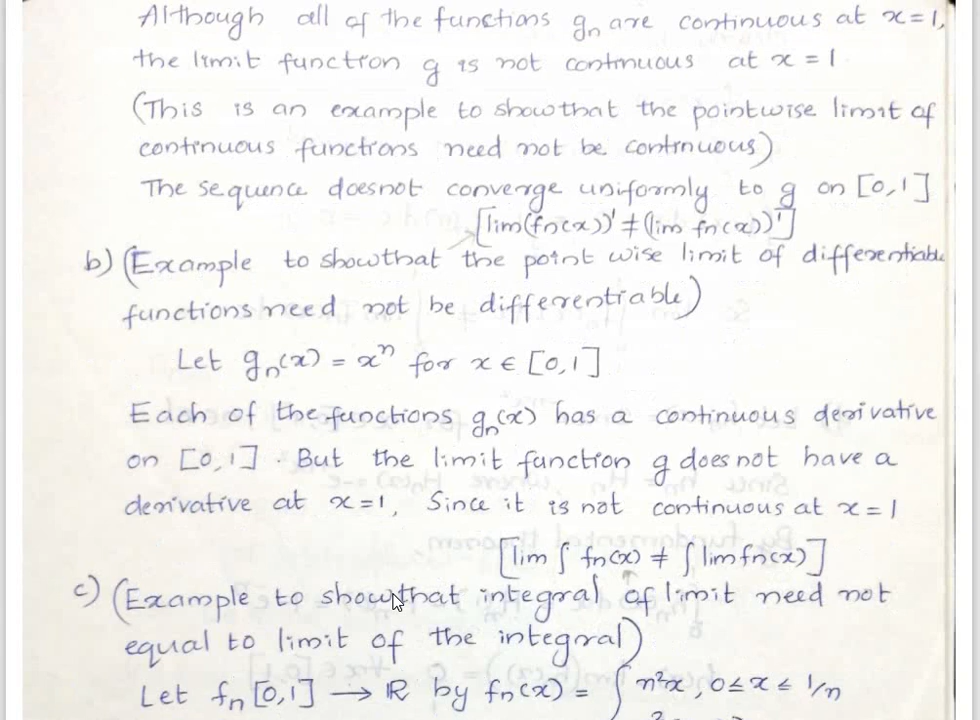 Although all of the functions gₙ are continuous at x=1,
the limit function g is not continuous at x = 1
(This is an example to show that the pointwise limit of
continuous functions need not be continuous)
The sequence doesnot converge uniformly to g on [0,1]
[lim(fn(x))' ≠ (lim fn(x))']
b) (Example to show that the point wise limit of differentiable
functions need not be differentiable)
Let gₙ(x) = xⁿ for x ∈ [0,1]
Each of the functions gₙ(x) has a continuous derivative
on [0,1] . But the limit function g does not have a
derivative at x=1, Since it is not continuous at x = 1
[lim ∫ fn(x) ≠ ∫ lim fn(x)]
c) (Example to show that integral of limit need not
equal to limit of the integral)
Let fₙ [0,1] → ℝ by fn(x) = { n²x , 0≤x≤ 1/n